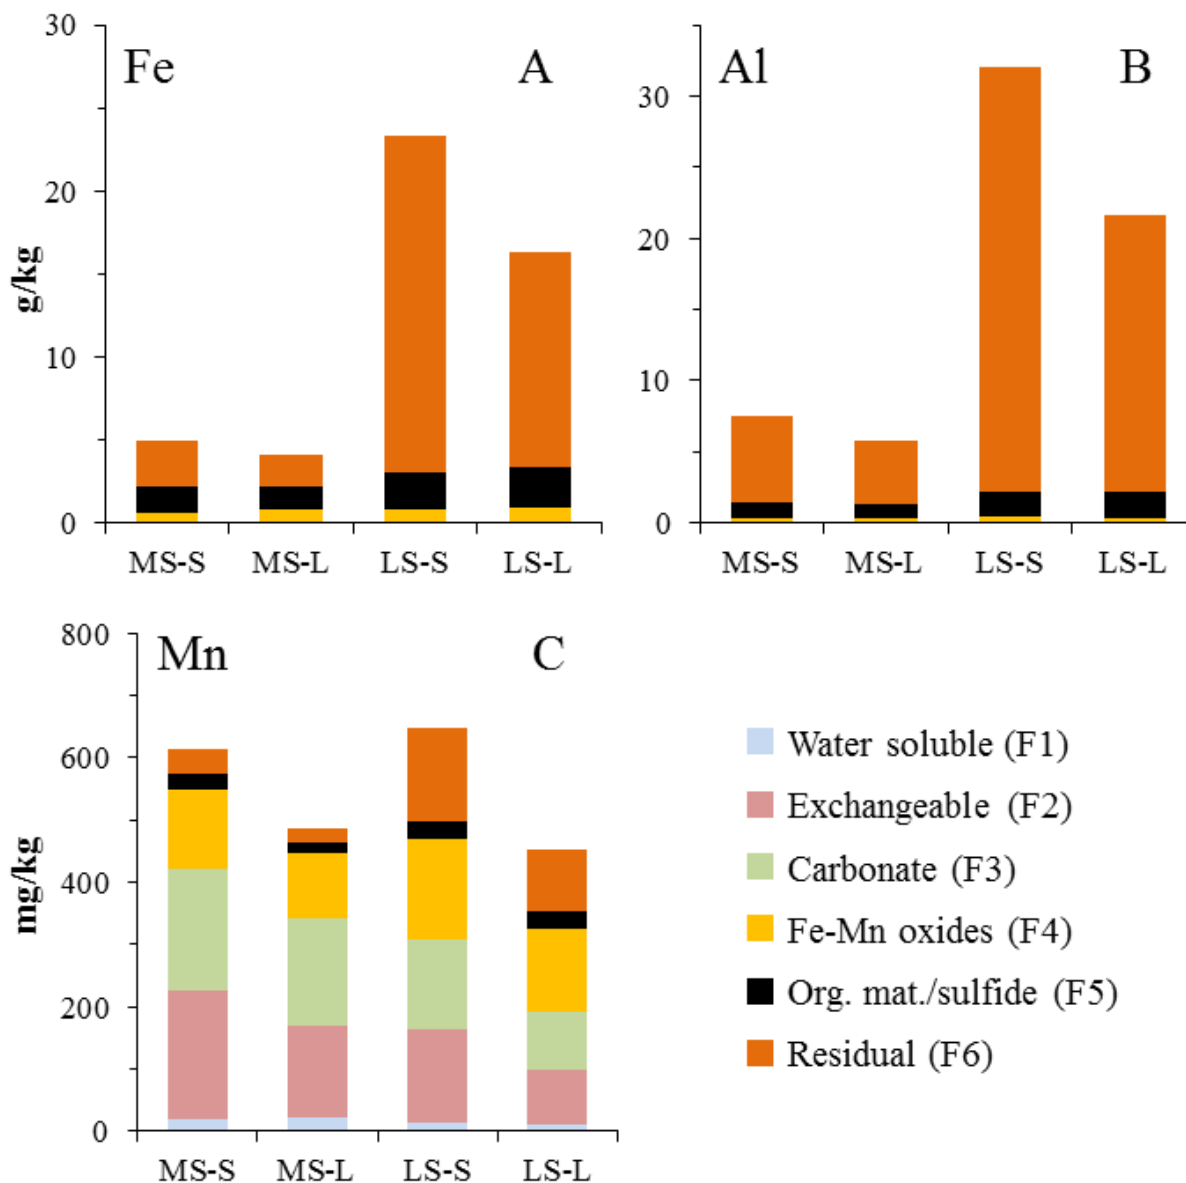 Fe
A
30
20
10
0
g/kg
MS-S MS-L LS-S LS-L
Al
B
30
20
10
0
MS-S MS-L LS-S LS-L
Mn
C
800
600
400
200
0
mg/kg
MS-S MS-L LS-S LS-L
Water soluble (F1)
Exchangeable (F2)
Carbonate (F3)
Fe-Mn oxides (F4)
Org. mat./sulfide (F5)
Residual (F6)